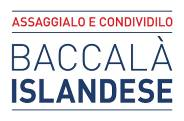 ASSAGGIALO E CONDIVIDILO
BACCALÀ
ISLANDESE